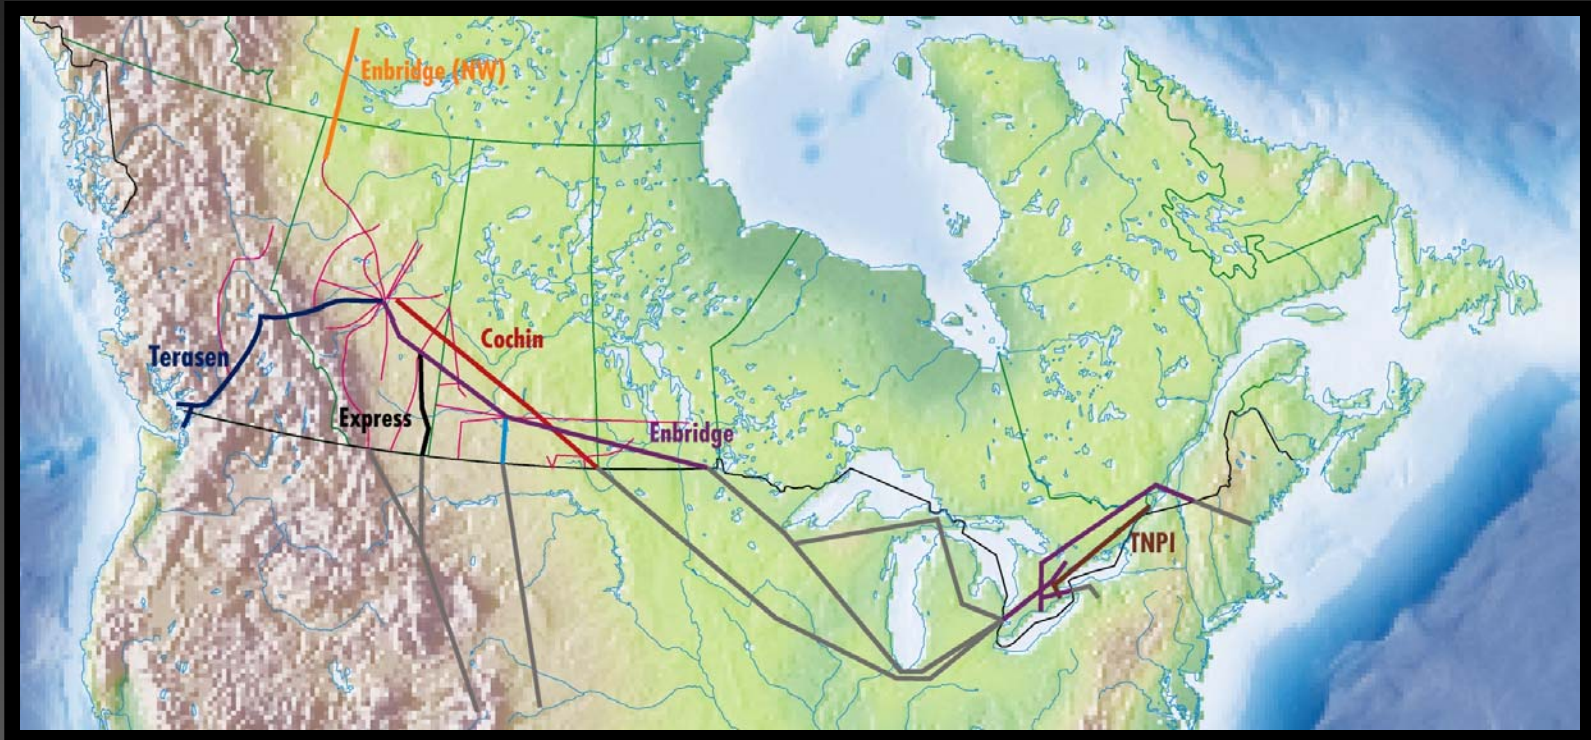 Enbridge (NW)
Cochin
Terasen
Express
Enbridge
TNPI